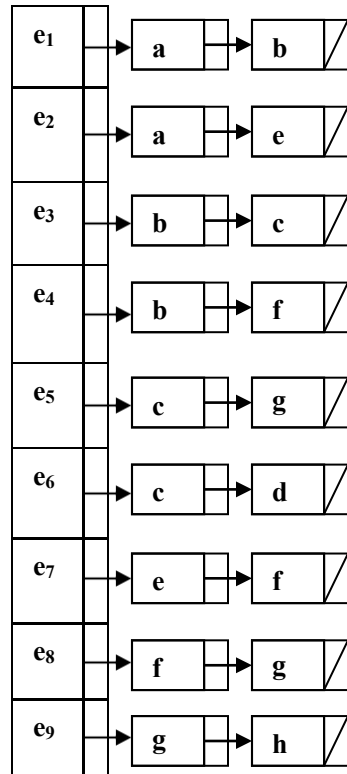 e₁ a b
e₂ a e
e₃ b c
e₄ b f
e₅ c g
e₆ c d
e₇ e f
e₈ f g
e₉ g h